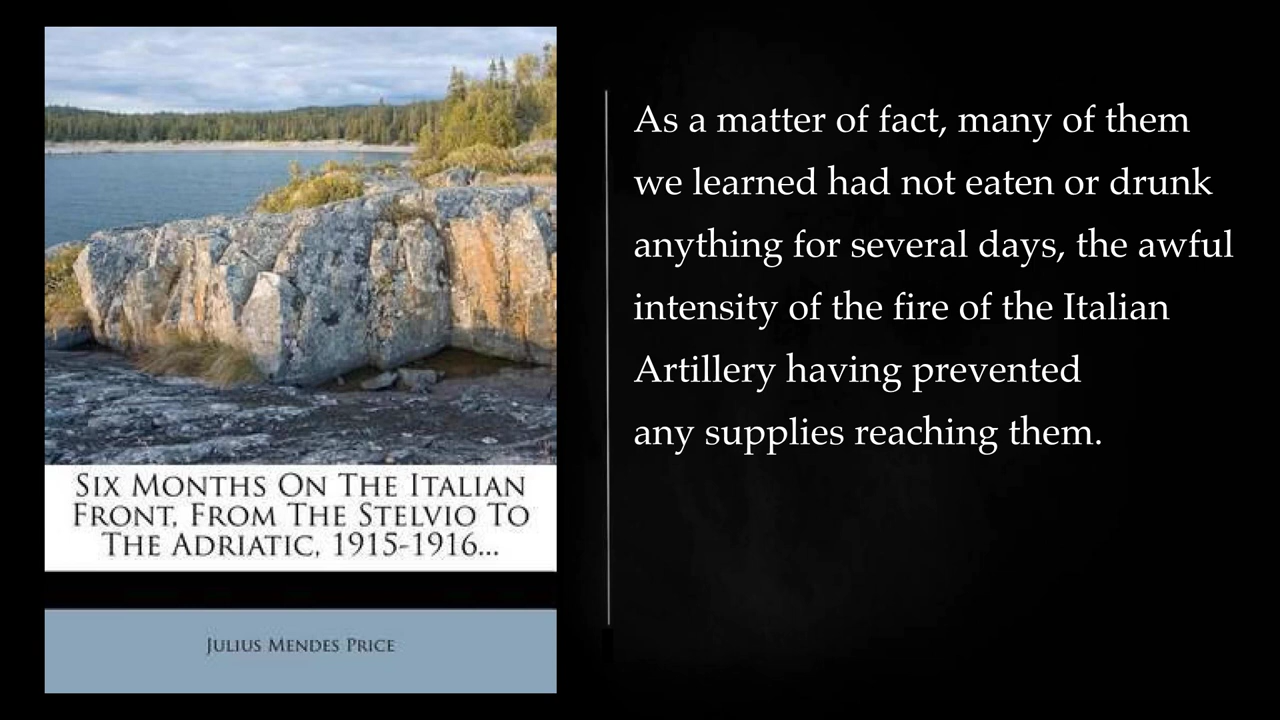 SIX MONTHS ON THE ITALIAN
FRONT, FROM THE STELVIO TO
THE ADRIATIC, 1915-1916...
JULIUS MENDES PRICE
As a matter of fact, many of them
we learned had not eaten or drunk
anything for several days, the awful
intensity of the fire of the Italian
Artillery having prevented
any supplies reaching them.